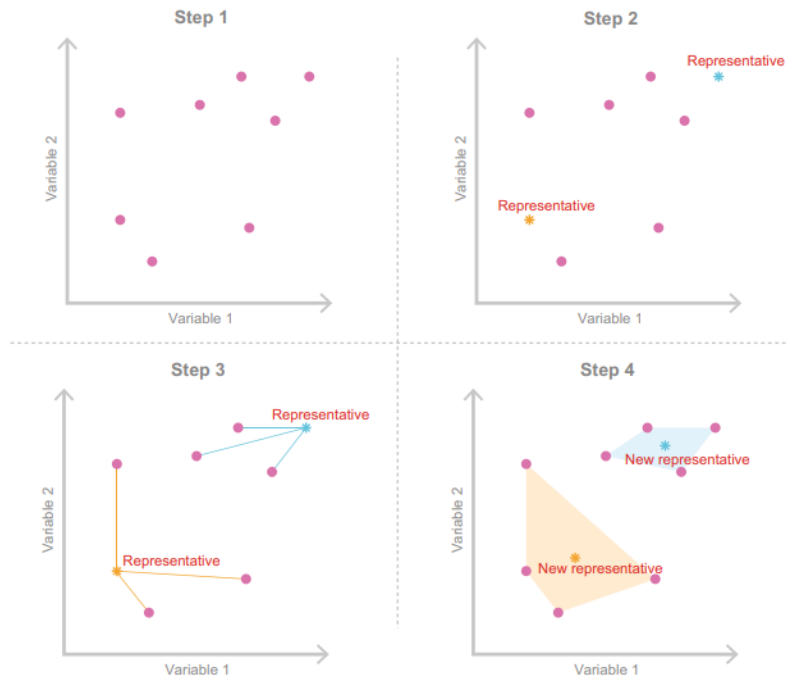 Step 1
Variable 2
Variable 1
Step 2
Representative
Representative
Variable 2
Variable 1
Step 3
Representative
Representative
Variable 2
Variable 1
Step 4
New representative
New representative
Variable 2
Variable 1